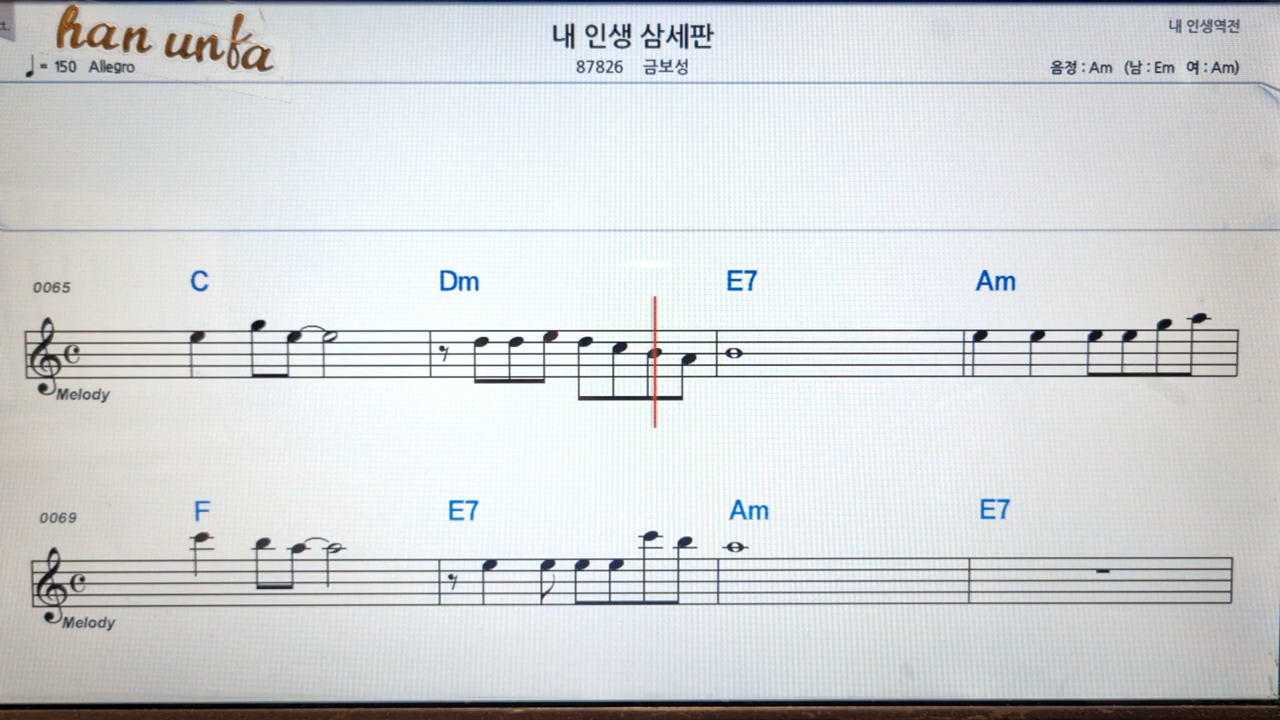 ct.
han unfa
내 인생 삼세판
내 인생역전
♩= 150 Allegro
87826 금보성
음정 : Am (남 : Em 여 : Am)
C Dm E7 Am
0065
Melody
F E7 Am E7
0069
Melody